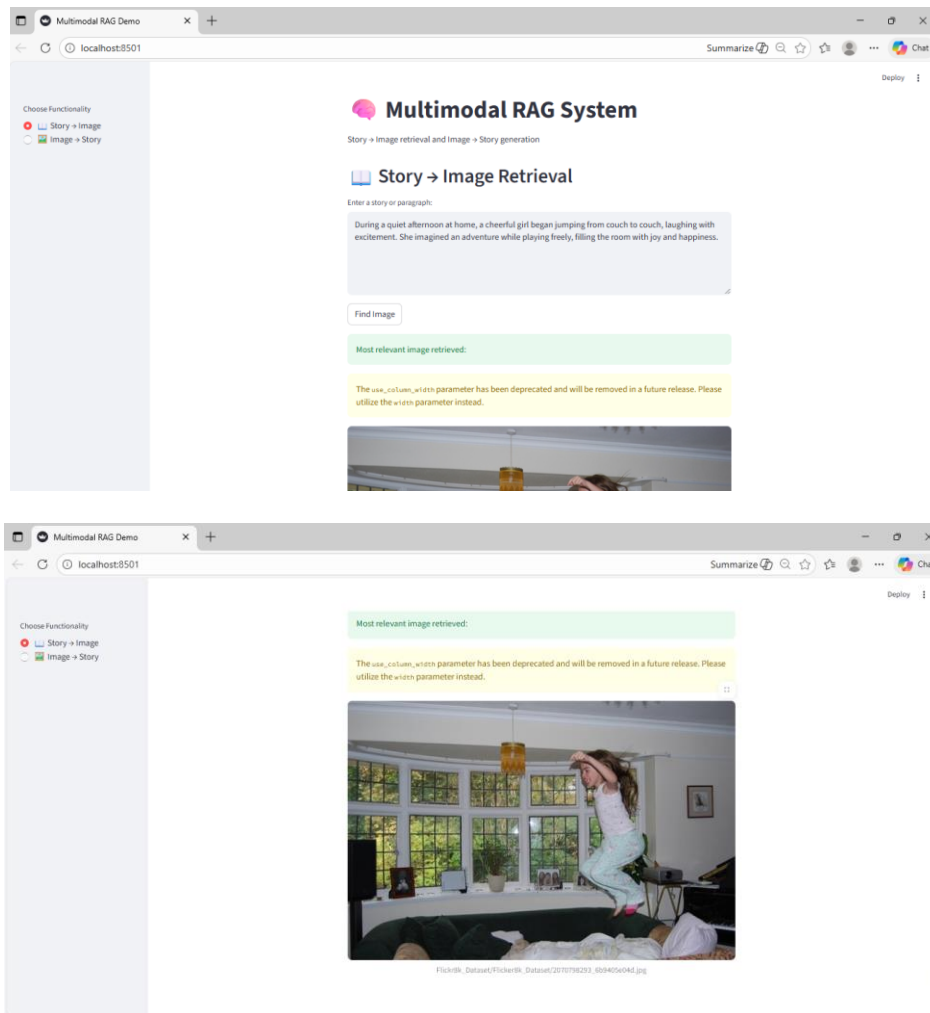 Multimodal RAG Demo
localhost:8501
Summarize
Chat
Deploy
Choose Functionality
📖 Story → Image
🖼️ Image → Story
🧠 Multimodal RAG System
Story → Image retrieval and Image → Story generation
📖 Story → Image Retrieval
Enter a story or paragraph:
During a quiet afternoon at home, a cheerful girl began jumping from couch to couch, laughing with
excitement. She imagined an adventure while playing freely, filling the room with joy and happiness.
Find Image
Most relevant image retrieved:
The use_column_width parameter has been deprecated and will be removed in a future release. Please
utilize the width parameter instead.
Multimodal RAG Demo
localhost:8501
Summarize
Cha
Deploy
Choose Functionality
📖 Story → Image
🖼️ Image → Story
Most relevant image retrieved:
The use_column_width parameter has been deprecated and will be removed in a future release. Please
utilize the width parameter instead.
Flickr8k_Dataset/Flicker8k_Dataset/2070798293_6b9405e04d.jpg